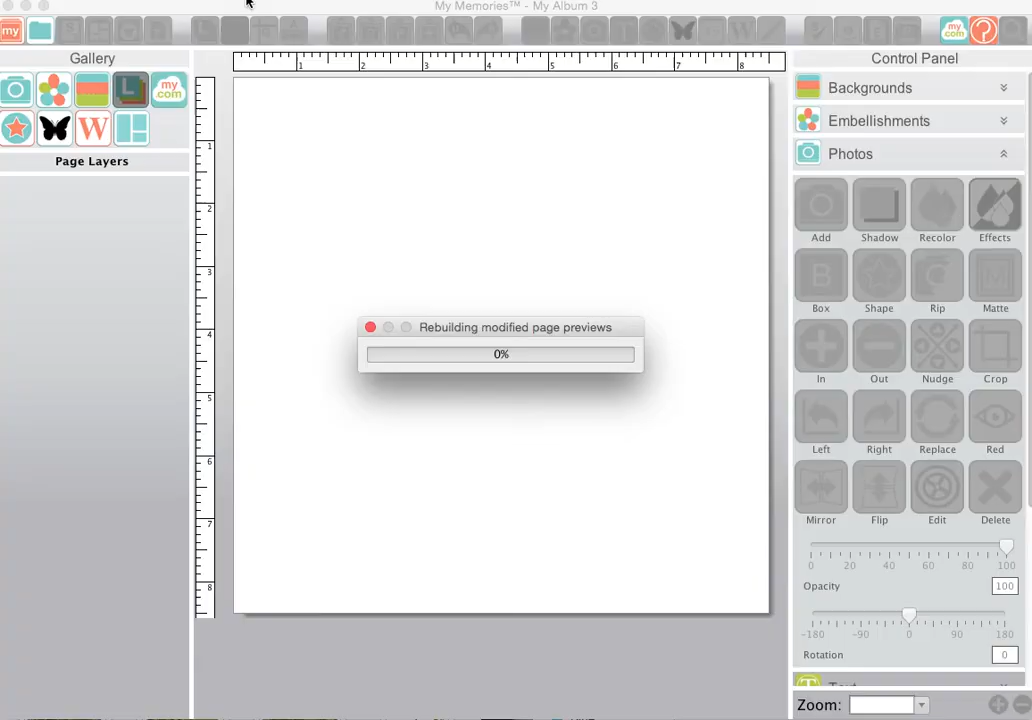 My Memories™ - My Album 3
my
my
.com
?
Gallery
Control Panel
1 2 3 4 5 6 7 8
L
my
.com
W
Page Layers
1
2
3
4
5
6
7
8
Rebuilding modified page previews
0%
Backgrounds
Embellishments
Photos
Add Shadow Recolor Effects
B
M
Box Shape Rip Matte
In Out Nudge Crop
Left Right Replace Red
Mirror Flip Edit Delete
0 20 40 60 80 100
Opacity 100
-180 -90 0 90 180
Rotation 0
Zoom: